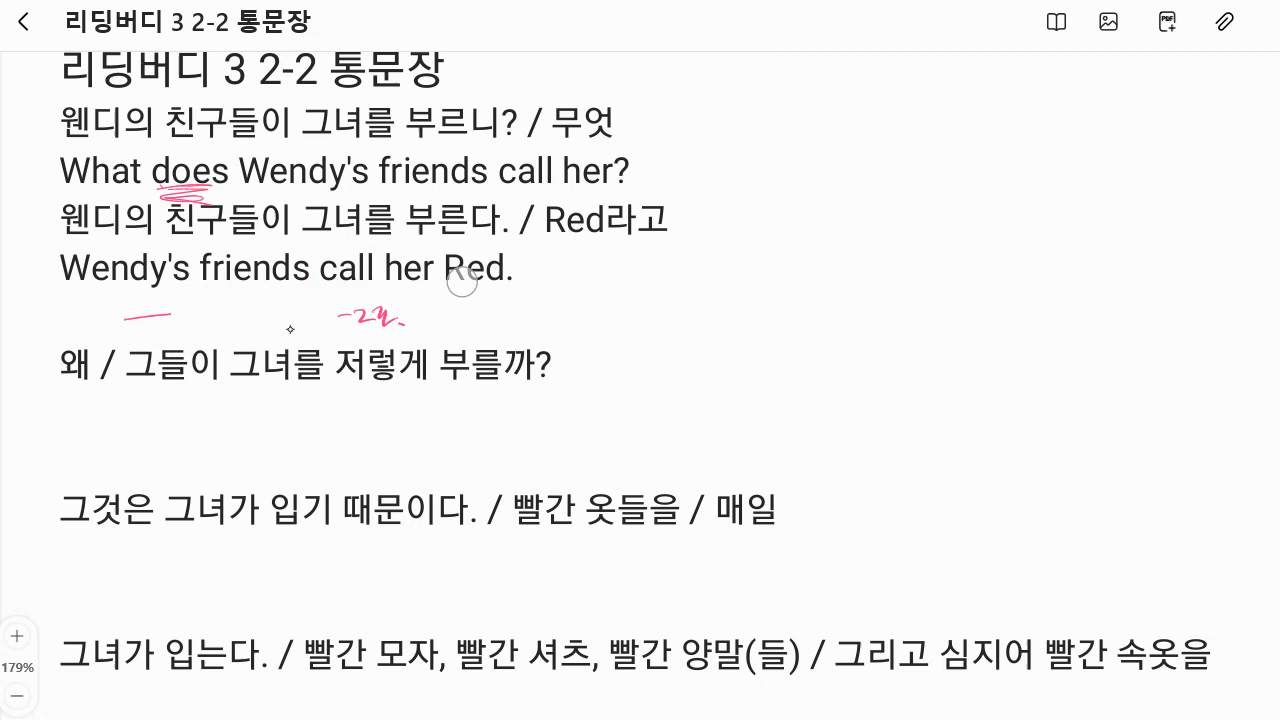 리딩버디 3 2-2 통문장
리딩버디 3 2-2 통문장
웬디의 친구들이 그녀를 부르니? / 무엇
What does Wendy's friends call her?
웬디의 친구들이 그녀를 부른다. / Red라고
Wendy's friends call her Red.
왜 / 그들이 그녀를 저렇게 부를까?
그것은 그녀가 입기 때문이다. / 빨간 옷들을 / 매일
그녀가 입는다. / 빨간 모자, 빨간 셔츠, 빨간 양말(들) / 그리고 심지어 빨간 속옷을
179%